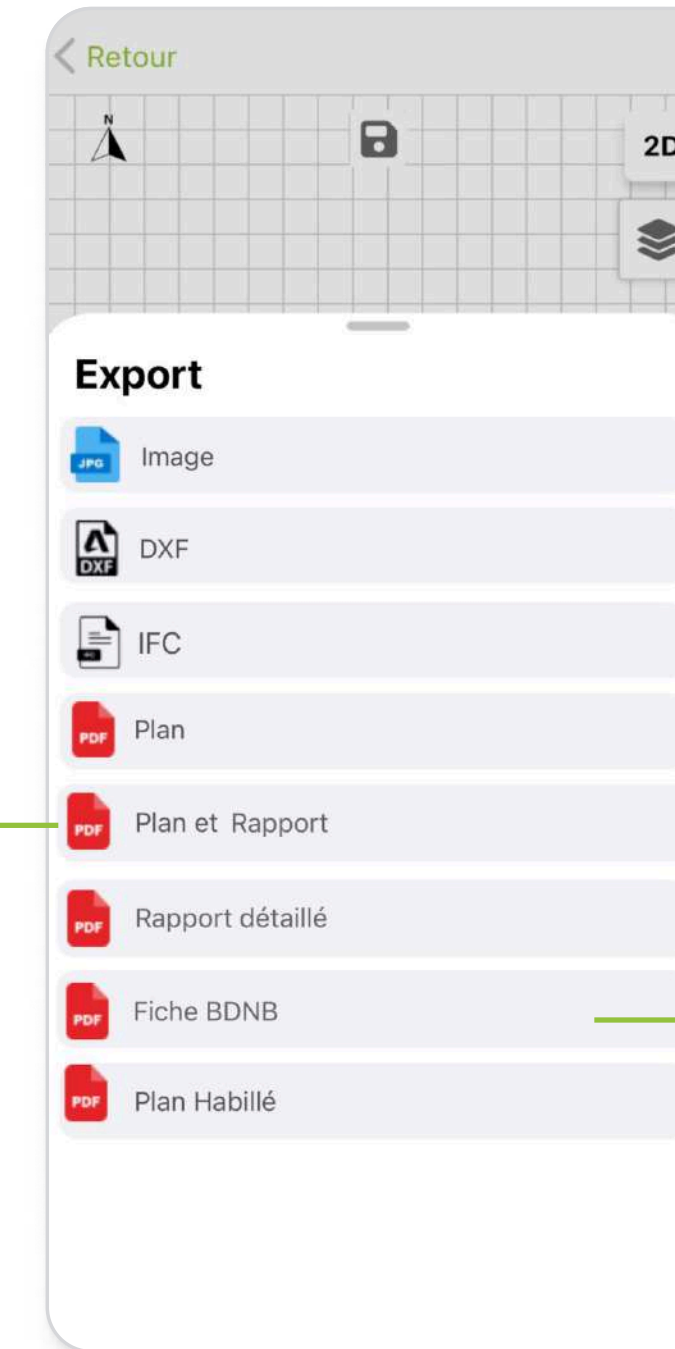 Retour
N
2D
Export
JPG
Image
DXF
DXF
IFC
PDF
Plan
PDF
Plan et Rapport
PDF
Rapport détaillé
PDF
Fiche BDNB
PDF
Plan Habillé